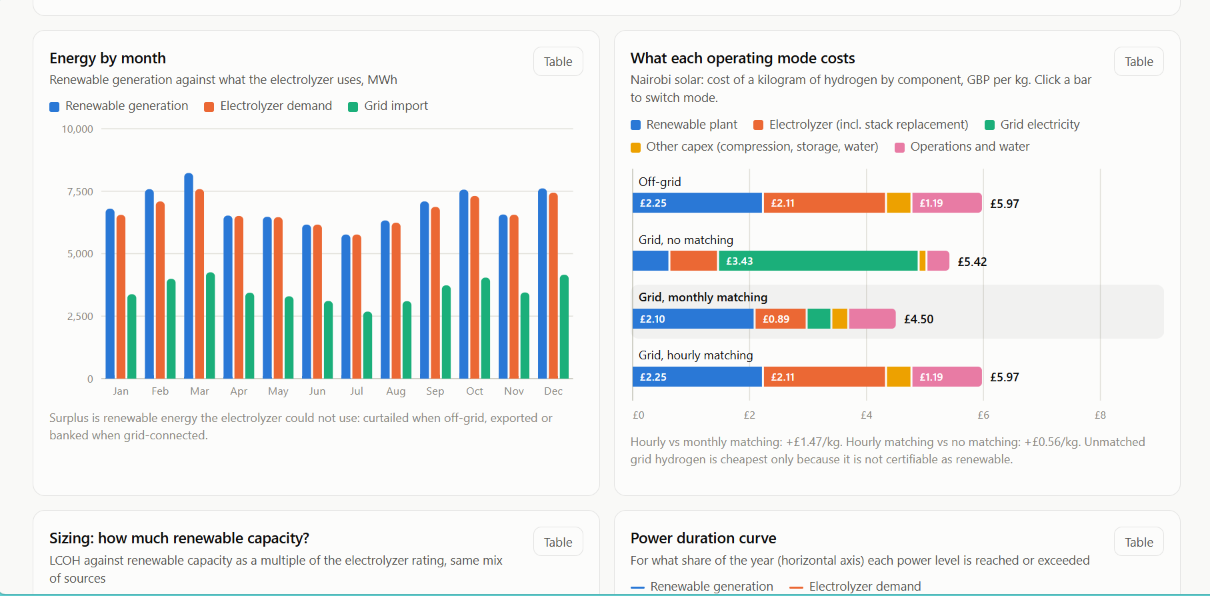 Energy by month
Table
Renewable generation against what the electrolyzer uses, MWh
Renewable generation
Electrolyzer demand
Grid import
10,000
7,500
5,000
2,500
0
Jan
Feb
Mar
Apr
May
Jun
Jul
Aug
Sep
Oct
Nov
Dec
Surplus is renewable energy the electrolyzer could not use: curtailed when off-grid, exported or
banked when grid-connected.
What each operating mode costs
Table
Nairobi solar: cost of a kilogram of hydrogen by component, GBP per kg. Click a bar
to switch mode.
Renewable plant
Electrolyzer (incl. stack replacement)
Grid electricity
Other capex (compression, storage, water)
Operations and water
Off-grid
£2.25
£2.11
£1.19
£5.97
Grid, no matching
£3.43
£5.42
Grid, monthly matching
£2.10
£0.89
£4.50
Grid, hourly matching
£2.25
£2.11
£1.19
£5.97
£0
£2
£4
£6
£8
Hourly vs monthly matching: +£1.47/kg. Hourly matching vs no matching: +£0.56/kg. Unmatched
grid hydrogen is cheapest only because it is not certifiable as renewable.
Sizing: how much renewable capacity?
Table
LCOH against renewable capacity as a multiple of the electrolyzer rating, same mix
of sources
Power duration curve
Table
For what share of the year (horizontal axis) each power level is reached or exceeded
Renewable generation
Electrolyzer demand